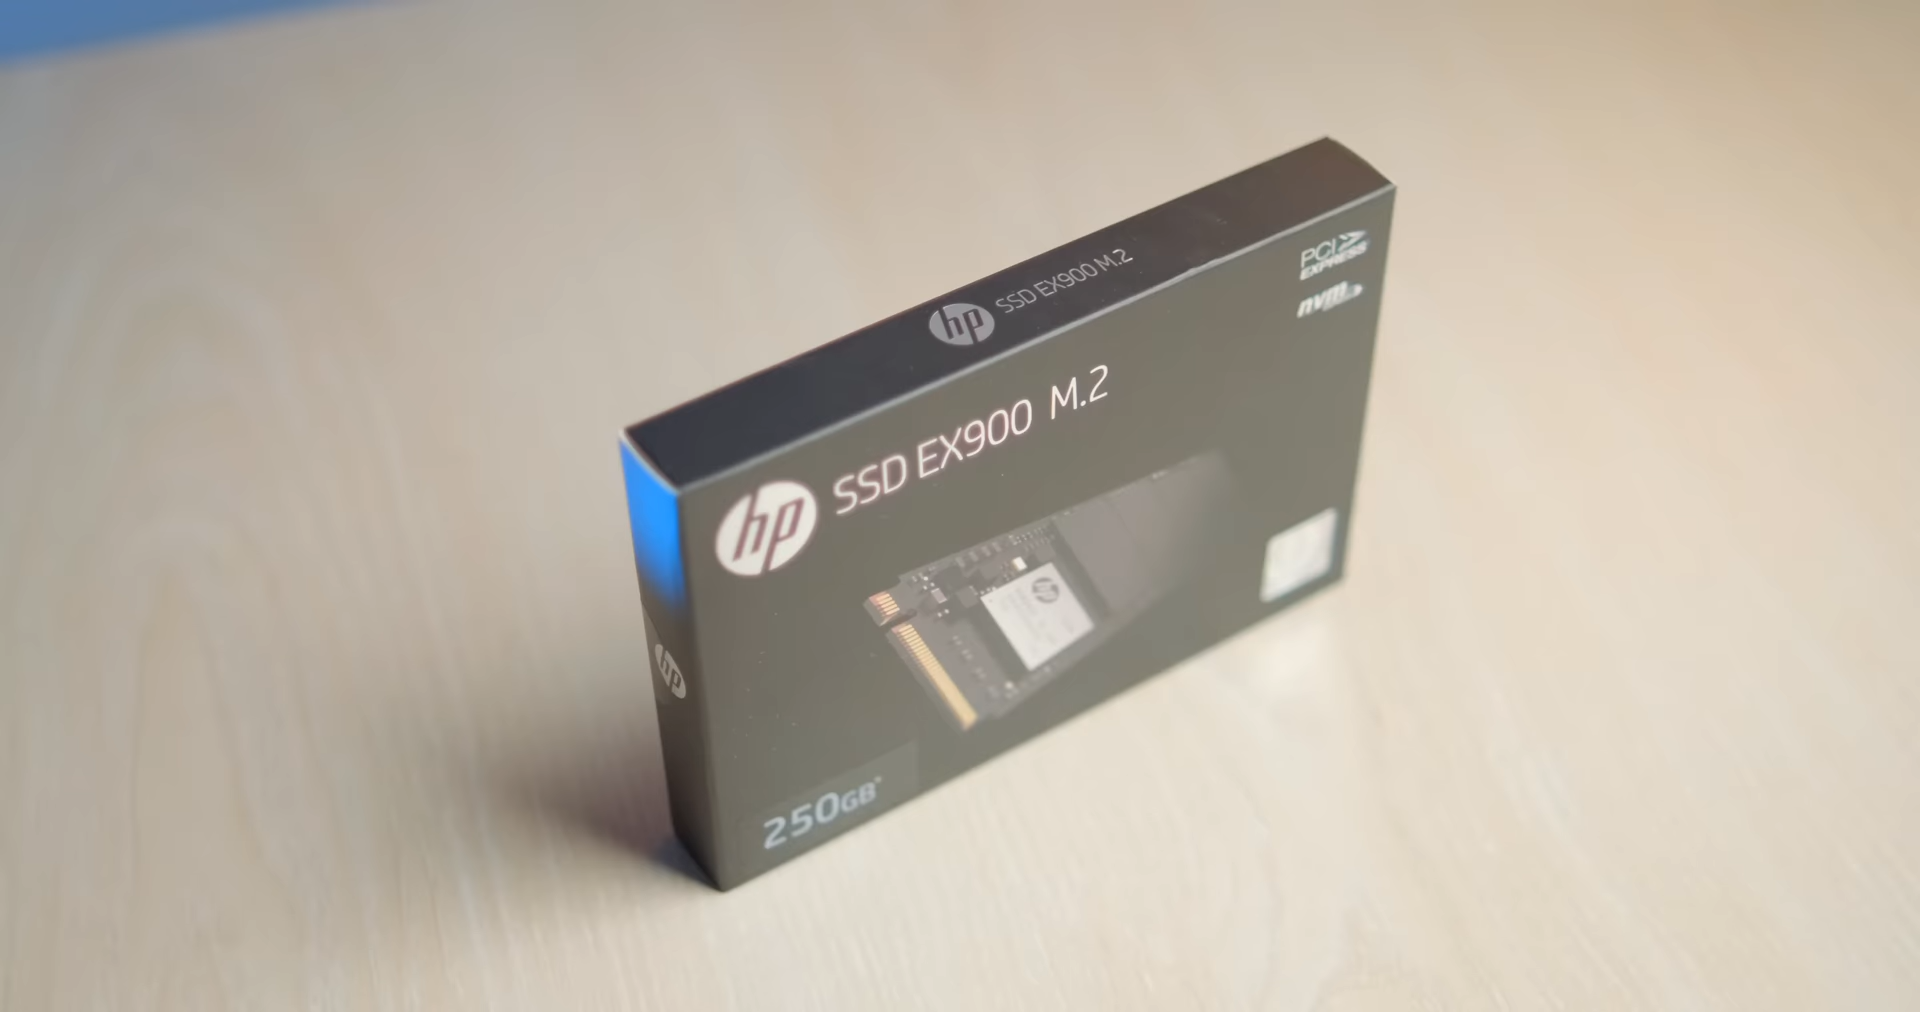 hp SSD EX900 M.2
PCI
EXPRESS
nvm
hp SSD EX900 M.2
hp
hp
250GB